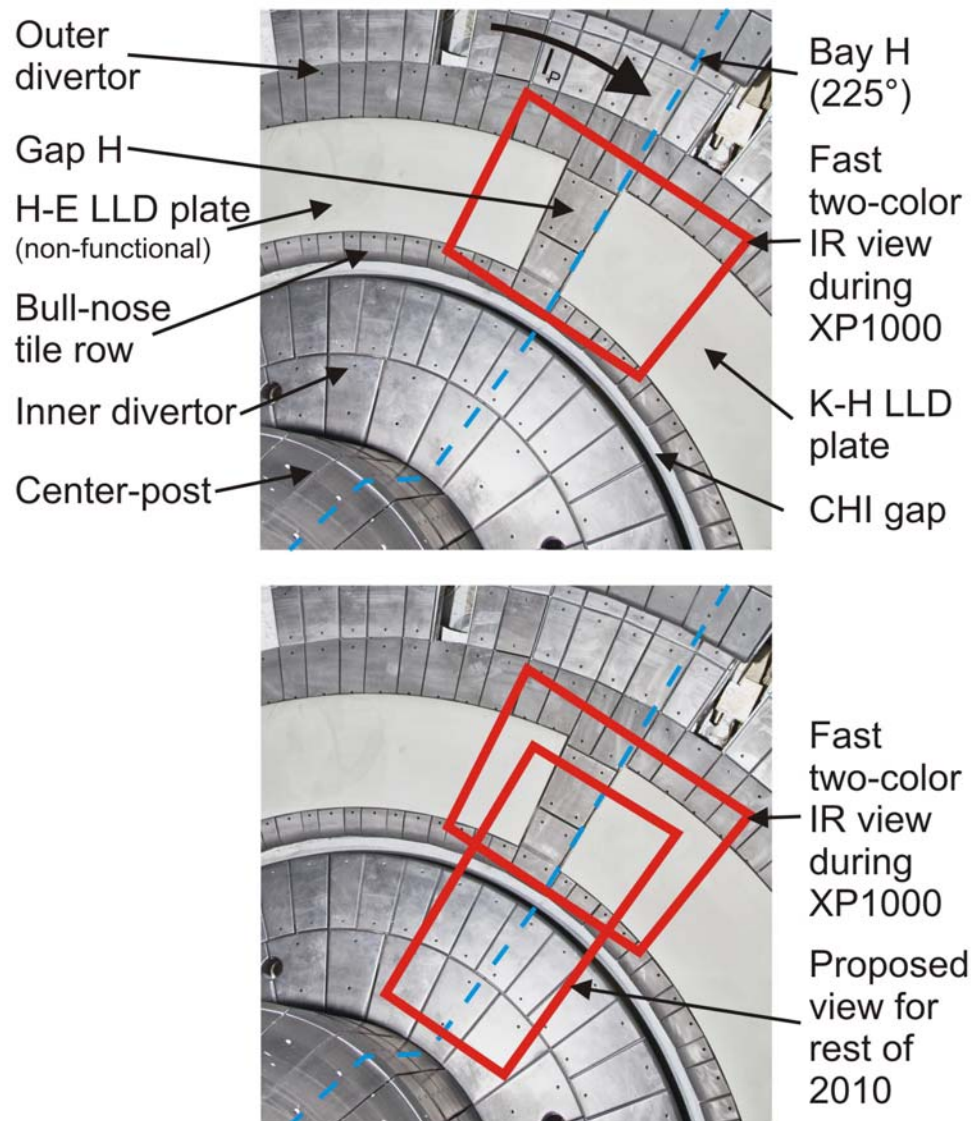 Outer
divertor
Gap H
H-E LLD plate
(non-functional)
Bull-nose
tile row
Inner divertor
Center-post
I
P
Bay H
(225°)
Fast
two-color
IR view
during
XP1000
K-H LLD
plate
CHI gap
Fast
two-color
IR view
during
XP1000
Proposed
view for
rest of
2010